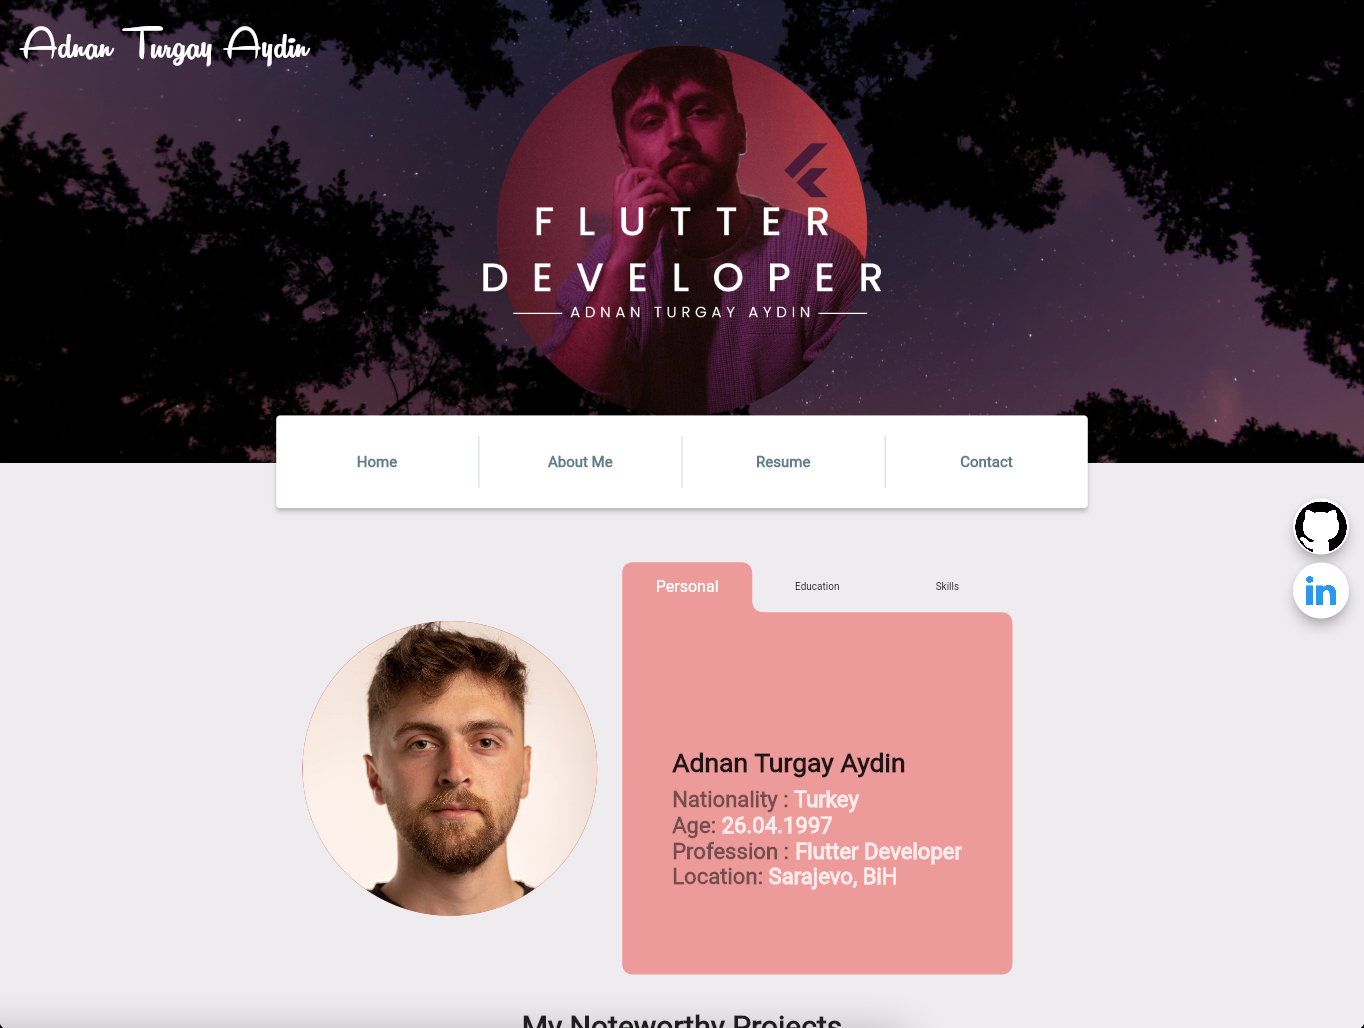 Adnan Turgay Aydin
FLUTTER
DEVELOPER
ADNAN TURGAY AYDIN
Home
About Me
Resume
Contact
in
Personal
Education
Skills
Adnan Turgay Aydin
Nationality : Turkey
Age: 26.04.1997
Profession : Flutter Developer
Location: Sarajevo, BiH
My Noteworthy Projects